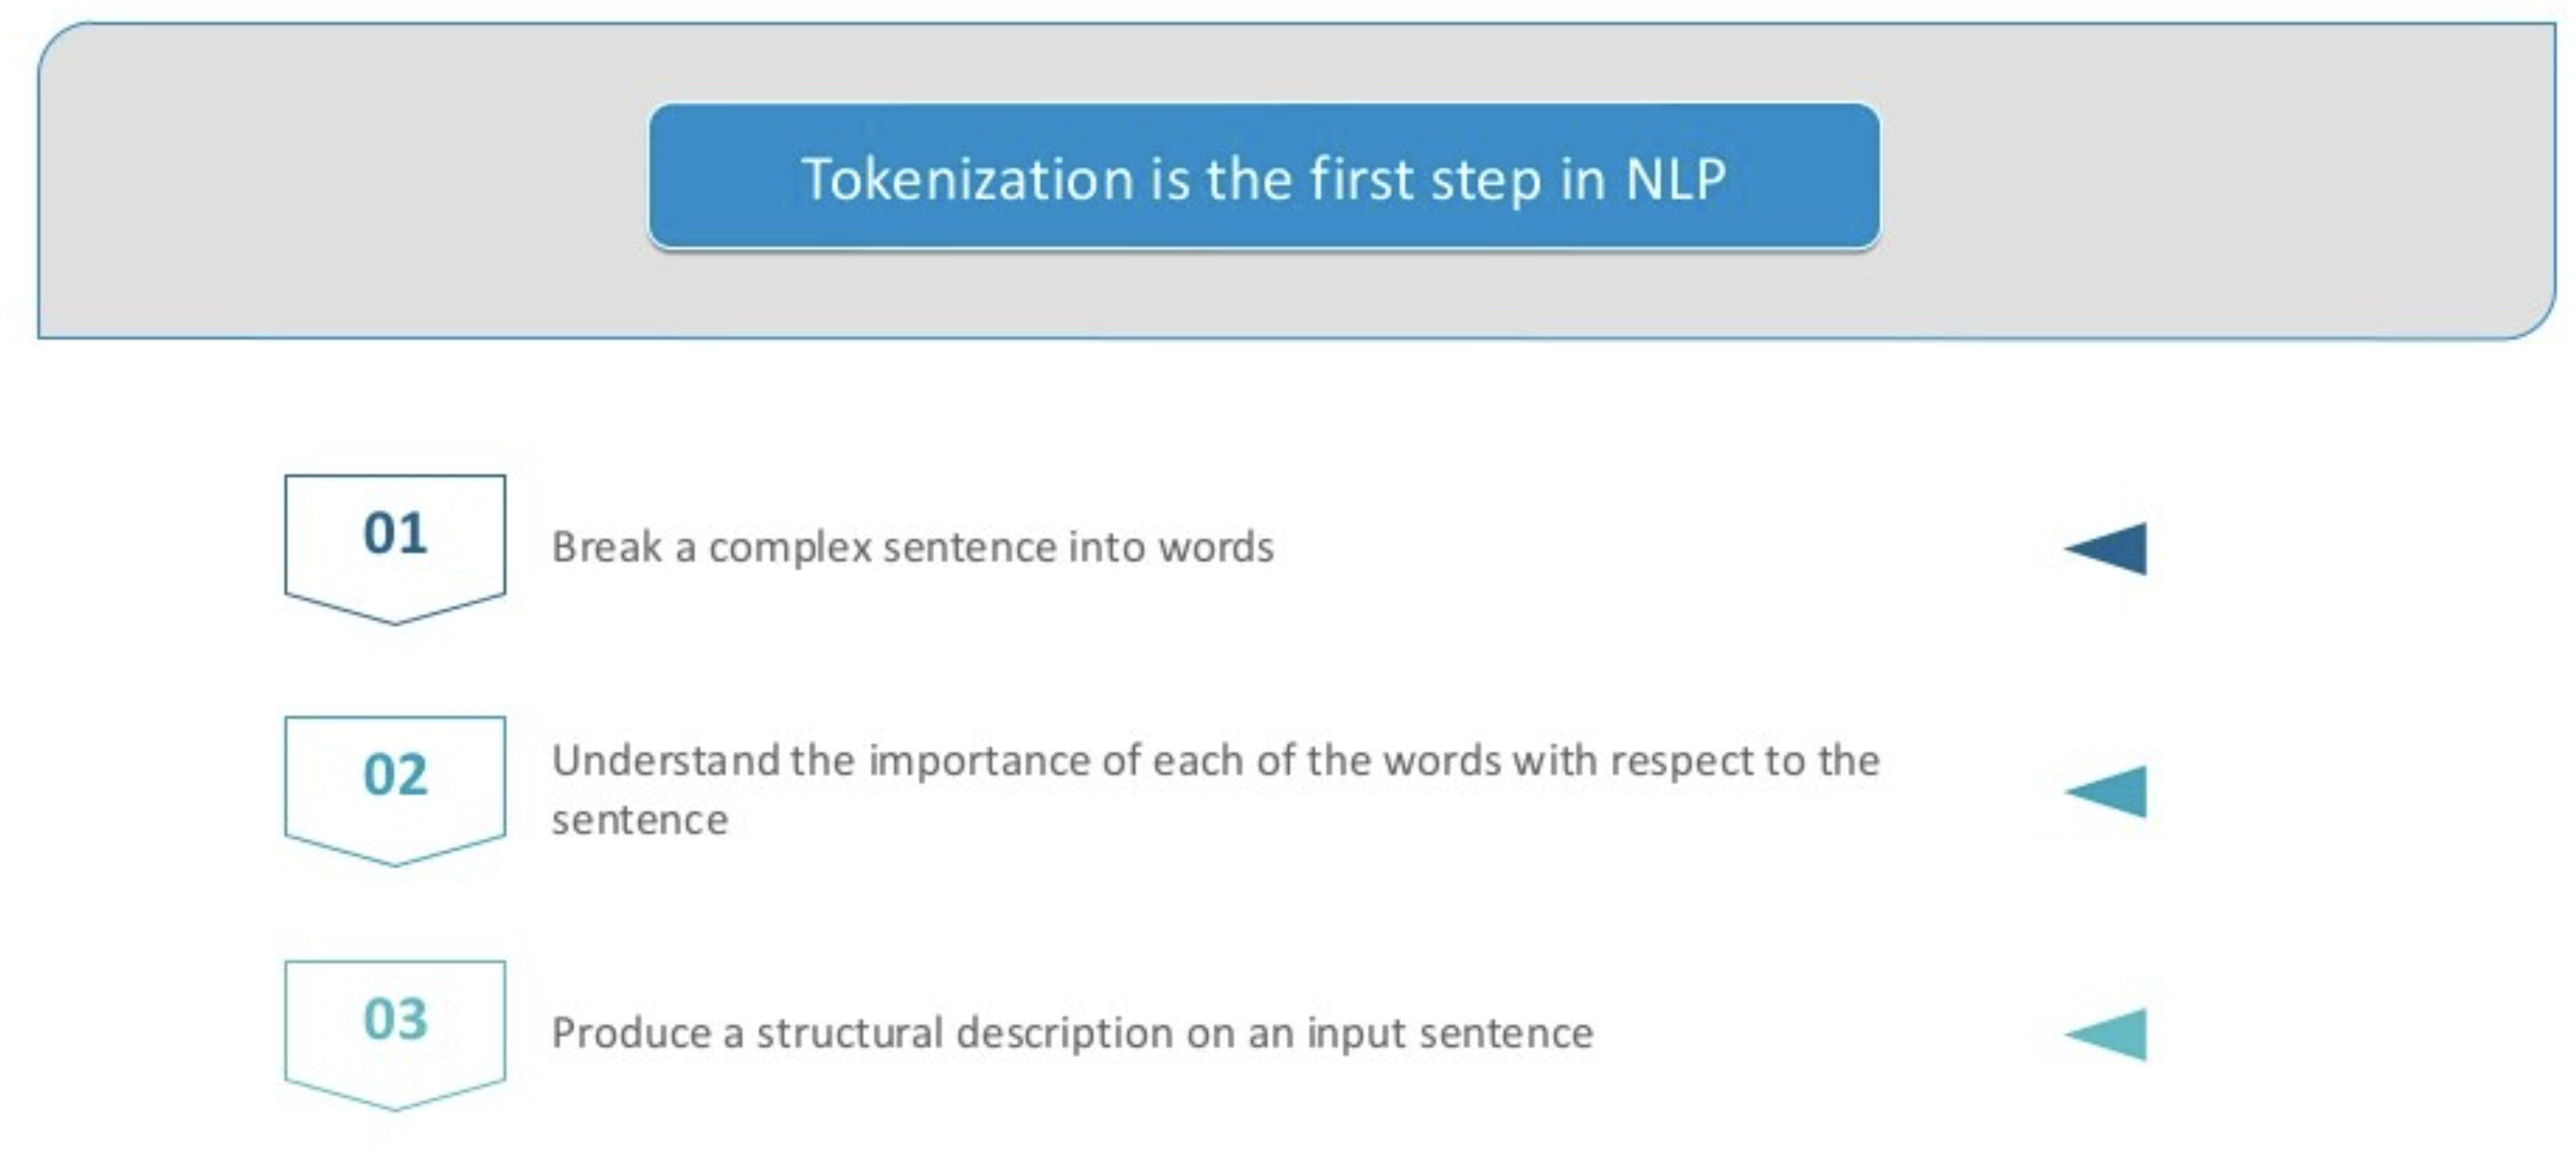 Tokenization is the first step in NLP
01
Break a complex sentence into words
02
Understand the importance of each of the words with respect to the
sentence
03
Produce a structural description on an input sentence